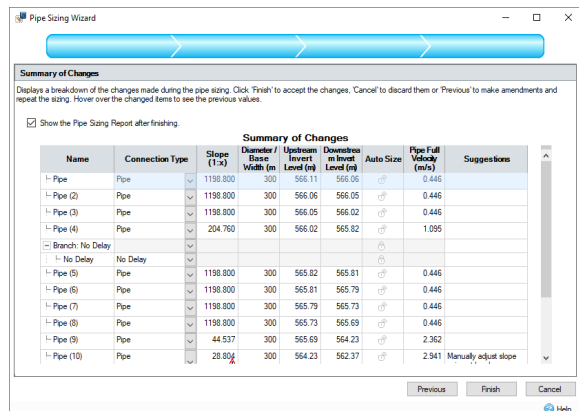 Pipe Sizing Wizard
Summary of Changes
Displays a breakdown of the changes made during the pipe sizing. Click 'Finish' to accept the changes, 'Cancel' to discard them or 'Previous' to make amendments and
repeat the sizing. Hover over the changed items to see the previous values.
Show the Pipe Sizing Report after finishing.
Summary of Changes
Name Connection Type Slope (1:x) Diameter / Base Width (m Upstream Invert Level (m) Downstrea m Invert Level (m) Auto Size Pipe Full Velocity (m/s) Suggestions
Pipe Pipe 1198.800 300 566.11 566.06 0.446
Pipe (2) Pipe 1198.800 300 566.06 566.05 0.446
Pipe (3) Pipe 1198.800 300 566.05 566.02 0.446
Pipe (4) Pipe 204.760 300 566.02 565.82 1.095
Branch: No Delay
No Delay No Delay
Pipe (5) Pipe 1198.800 300 565.82 565.81 0.446
Pipe (6) Pipe 1198.800 300 565.81 565.79 0.446
Pipe (7) Pipe 1198.800 300 565.79 565.73 0.446
Pipe (8) Pipe 1198.800 300 565.73 565.69 0.446
Pipe (9) Pipe 44.537 300 565.69 564.23 2.362
Pipe (10) Pipe 28.804 300 564.23 562.37 2.941 Manually adjust slope
Previous Finish Cancel
Help